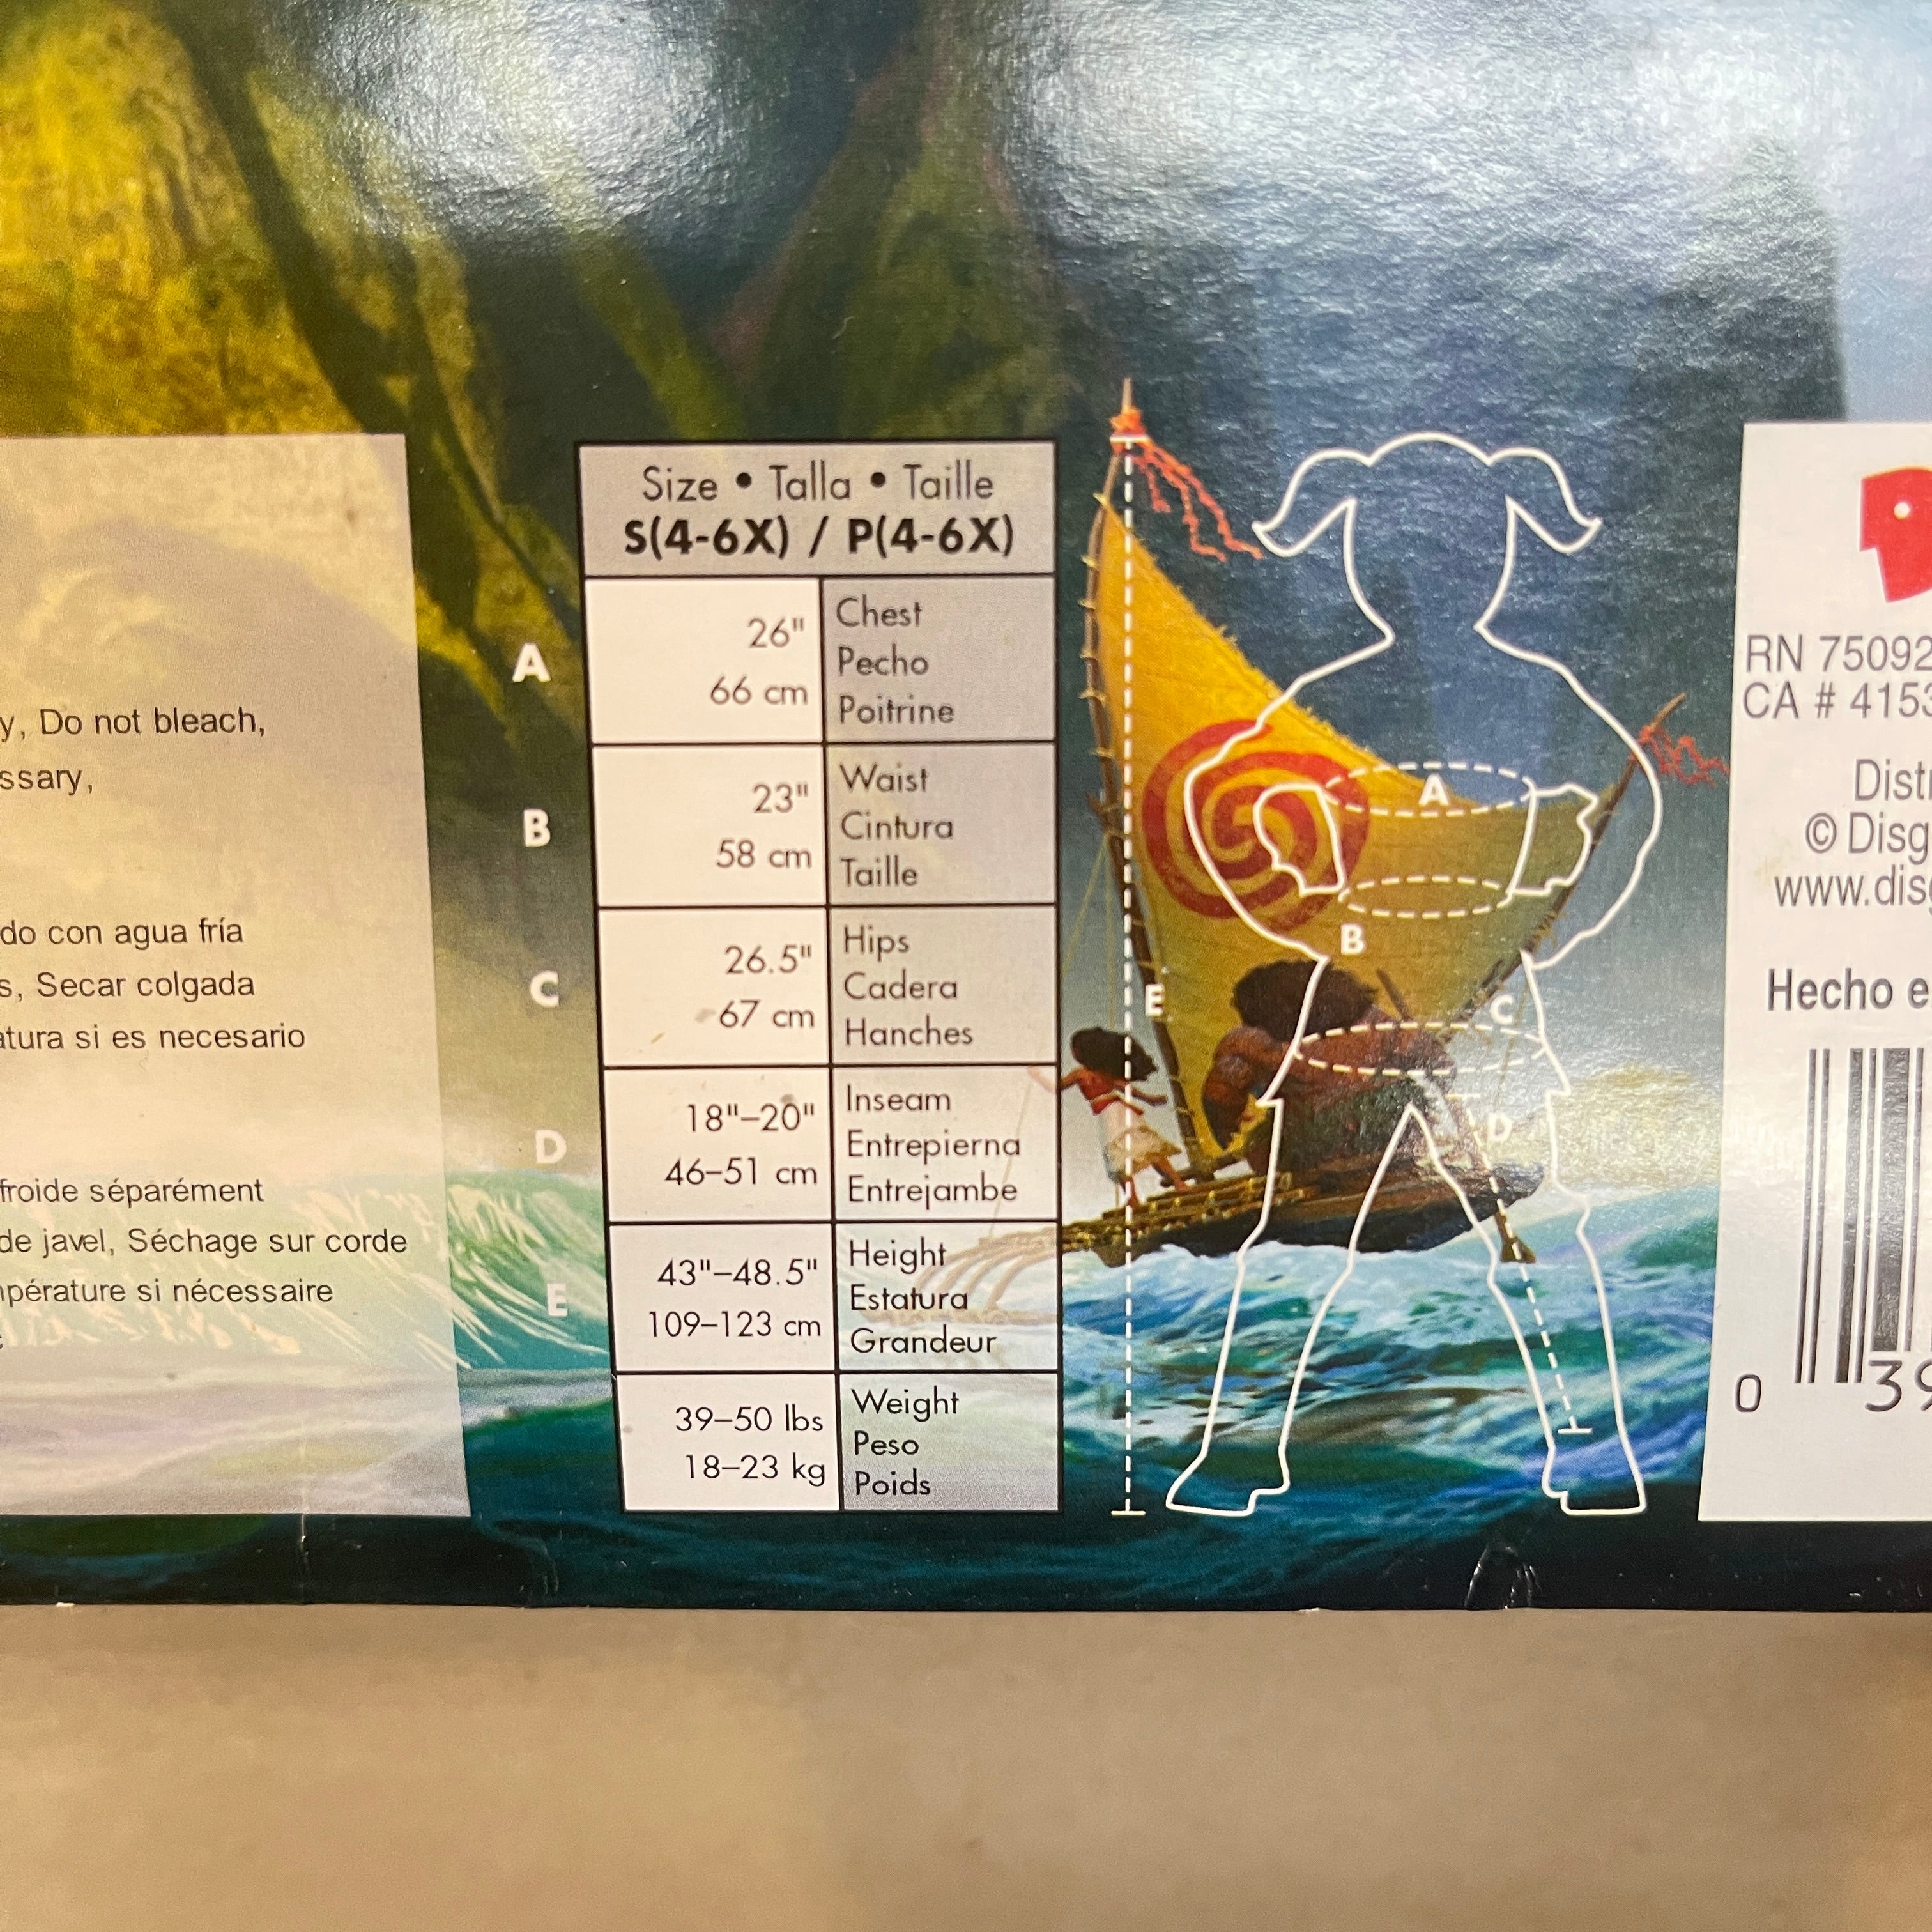 y, Do not bleach,
ssary,
do con agua fría
s, Secar colgada
atura si es necesario
froide séparément
de javel, Séchage sur corde
pérature si nécessaire
Size • Talla • Taille
S(4-6X) / P(4-6X)
A
26"
66 cm
Chest
Pecho
Poitrine
B
23"
58 cm
Waist
Cintura
Taille
C
26.5"
67 cm
Hips
Cadera
Hanches
D
18"–20"
46–51 cm
Inseam
Entrepierna
Entrejambe
E
43"–48.5"
109–123 cm
Height
Estatura
Grandeur
39–50 lbs
18–23 kg
Weight
Peso
Poids
A
B
C
D
E
RN 75092
CA # 4153
Distr
© Disg
www.disg
Hecho e
0 39